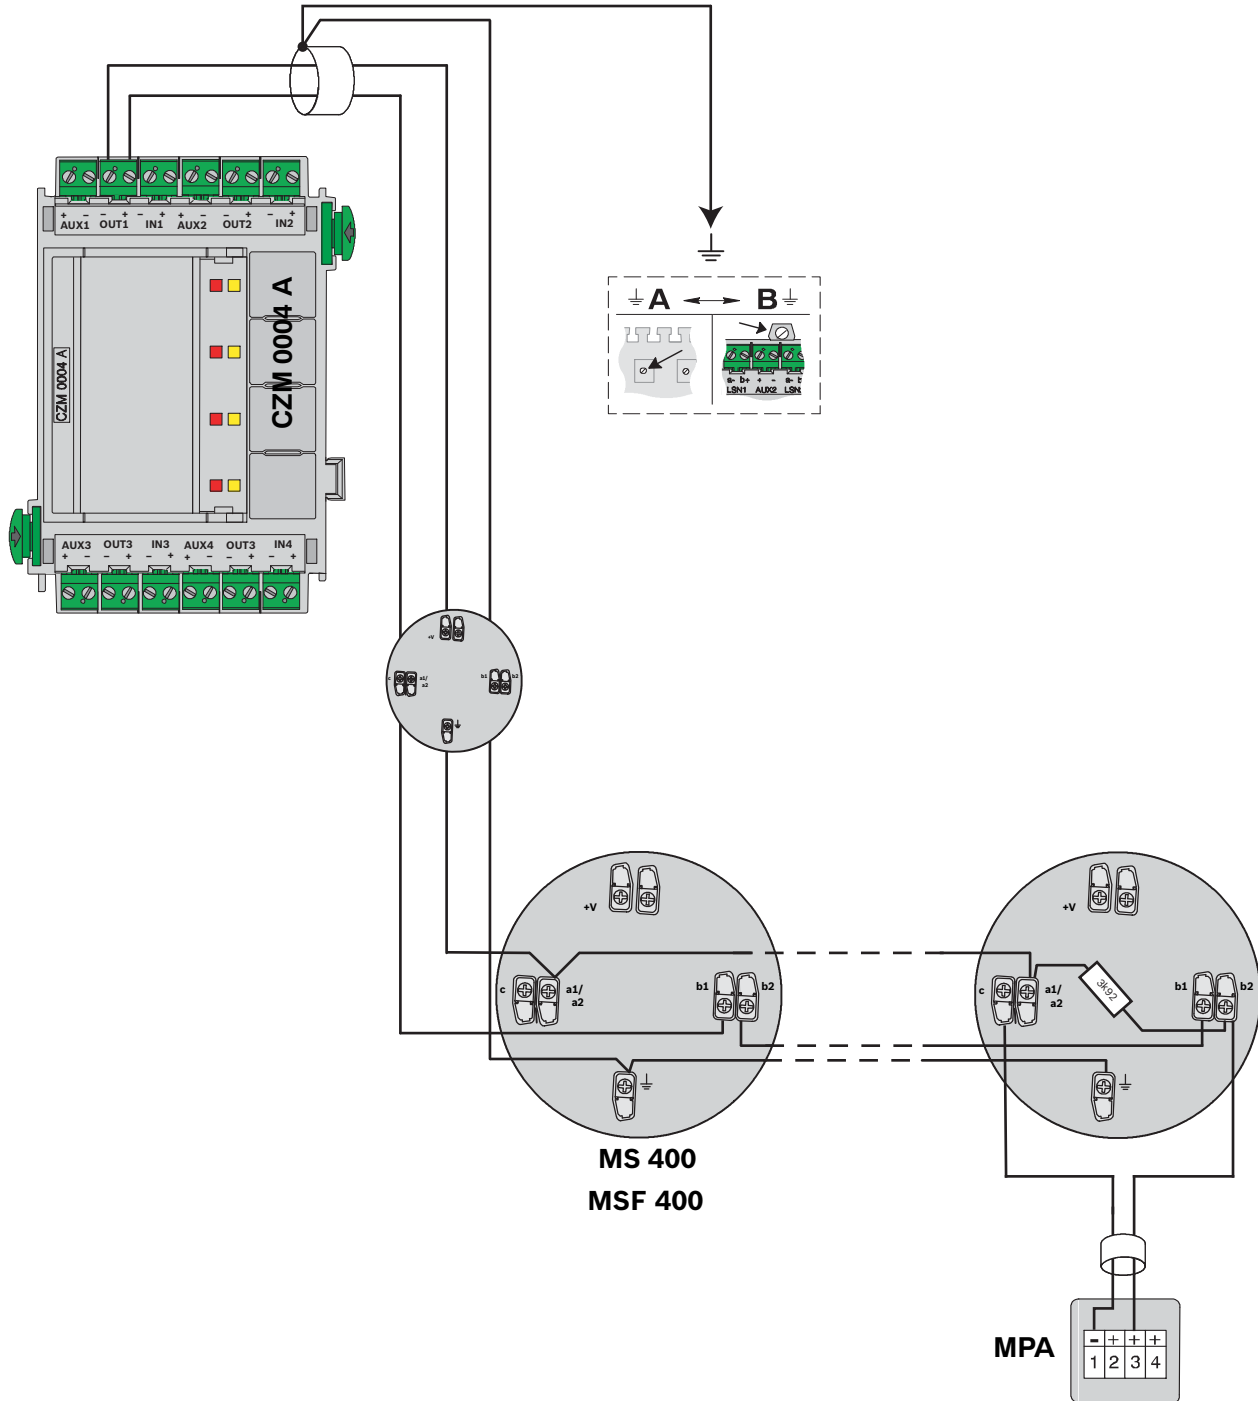 + − − + − + + − − + − +
AUX1 OUT1 IN1 AUX2 OUT2 IN2
CZM 0004 A
CZM 0004 A
A B
a- b+ + - a- b
LSN1 AUX2 LSN
AUX3 OUT3 IN3 AUX4 OUT3 IN4
+ − − + − + + − − + − +
+V
c a1/ a2 b1 b2
+V
c a1/ a2 b1 b2
MS 400
MSF 400
+V
c a1/ a2 3k92 b1 b2
MPA
- + + +
1 2 3 4